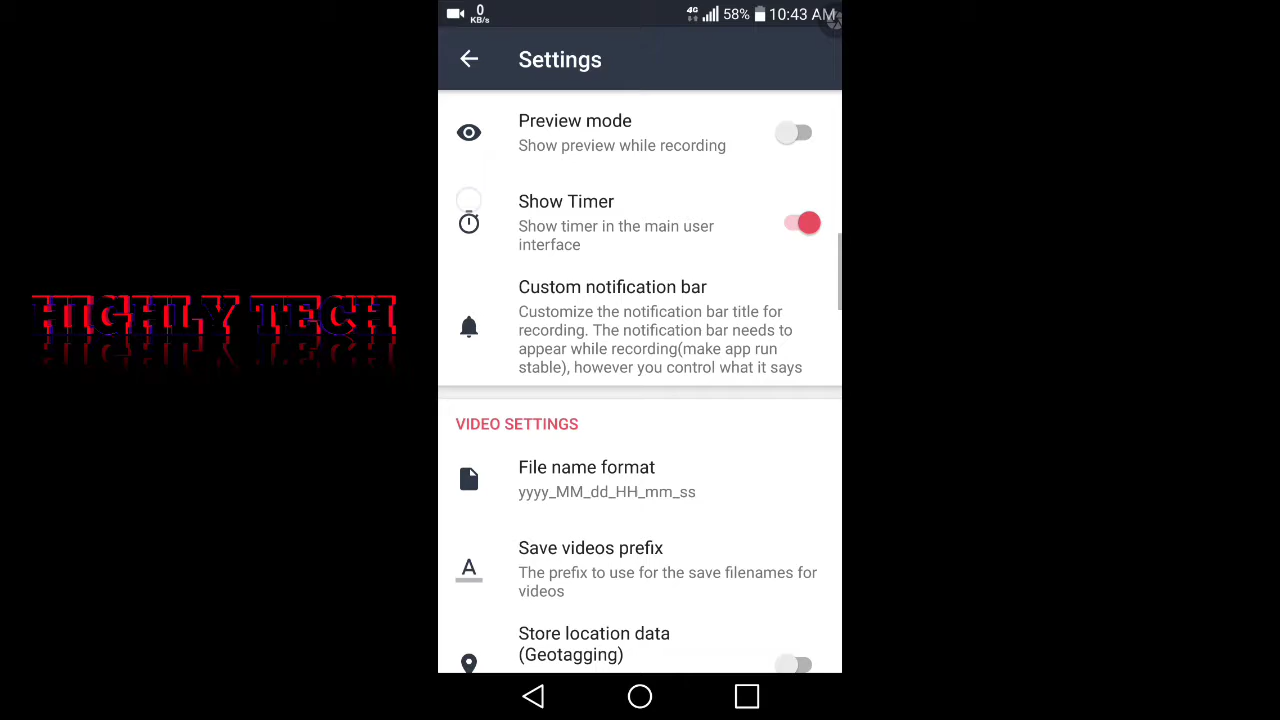 0
KB/s
4G
58%
10:43 AM
Settings
Preview mode
Show preview while recording
Show Timer
Show timer in the main user
interface
Custom notification bar
Customize the notification bar title for
recording. The notification bar needs to
appear while recording(make app run
stable), however you control what it says
HIGHLY TECH
VIDEO SETTINGS
File name format
yyyy_MM_dd_HH_mm_ss
Save videos prefix
The prefix to use for the save filenames for
videos
Store location data
(Geotagging)